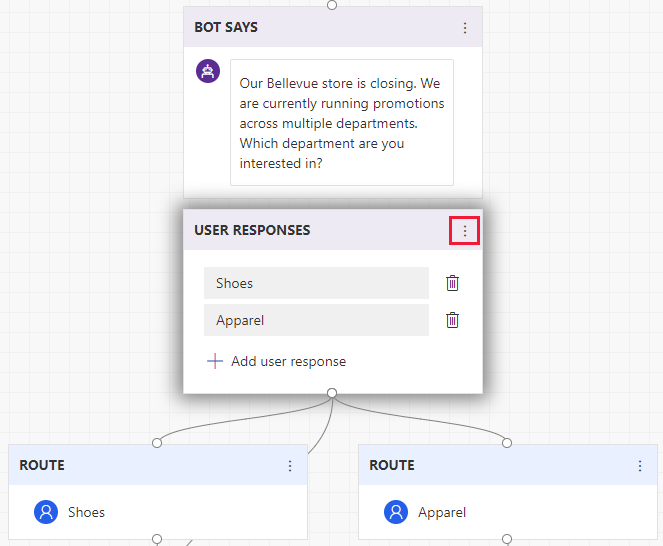 BOT SAYS
Our Bellevue store is closing. We
are currently running promotions
across multiple departments.
Which department are you
interested in?
USER RESPONSES
Shoes
Apparel
Add user response
ROUTE
Shoes
ROUTE
Apparel